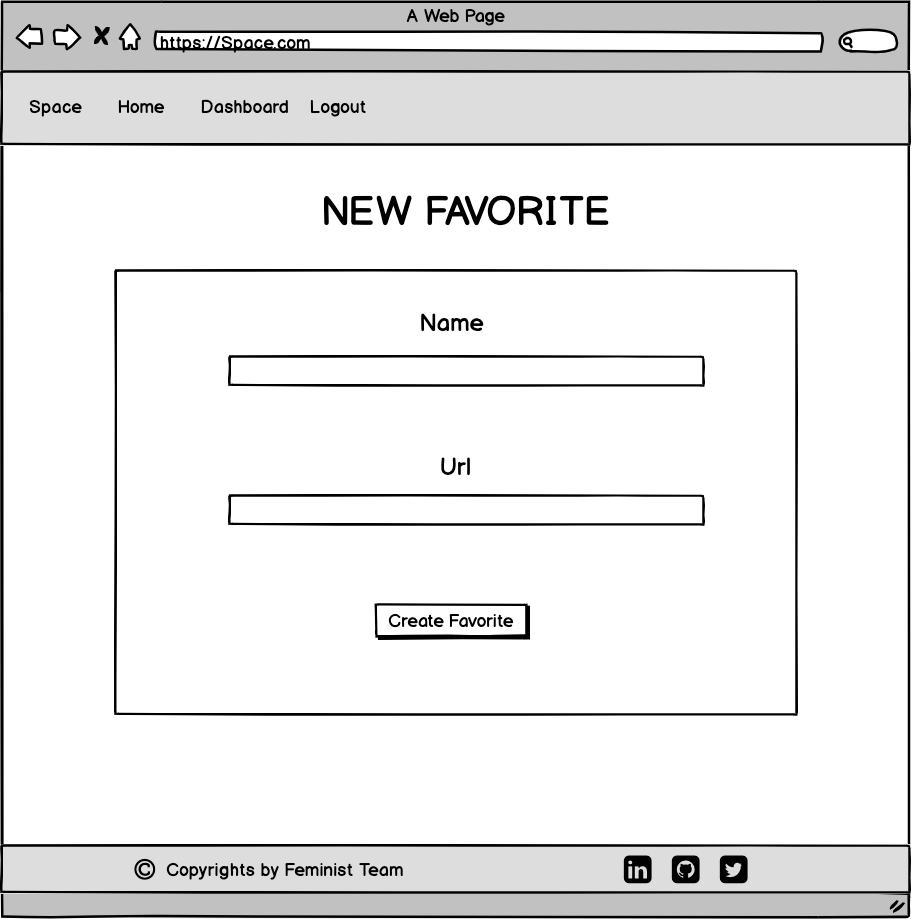 A Web Page
https://Space.com
Space Home Dashboard Logout
NEW FAVORITE
Name
Url
Create Favorite
© Copyrights by Feminist Team in